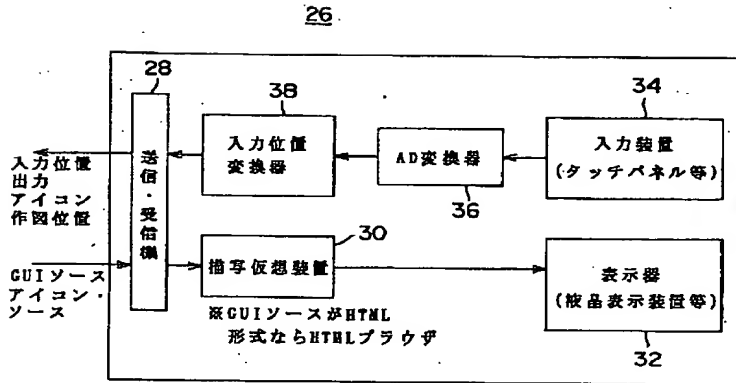 26
28
38
34
入力位置
変換器
AD変換器
入力装置
(タッチパネル等)
36
送信・受信機
入力位置
出力
アイコン
作図位置
30
描写仮想装置
表示器
(液晶表示装置等)
GUIソース
アイコン・
ソース
※GUIソースがHTML
形式ならHTMLブラウザ
32